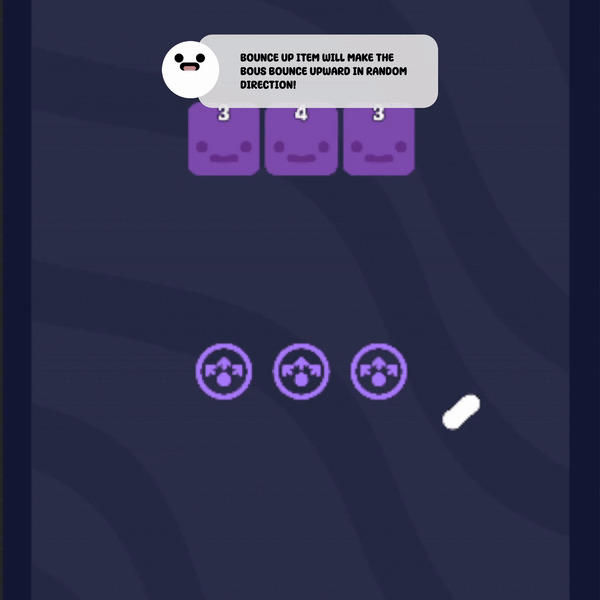 BOUNCE UP ITEM WILL MAKE THE
BOUS BOUNCE UPWARD IN RANDOM
DIRECTION!
3 4 3